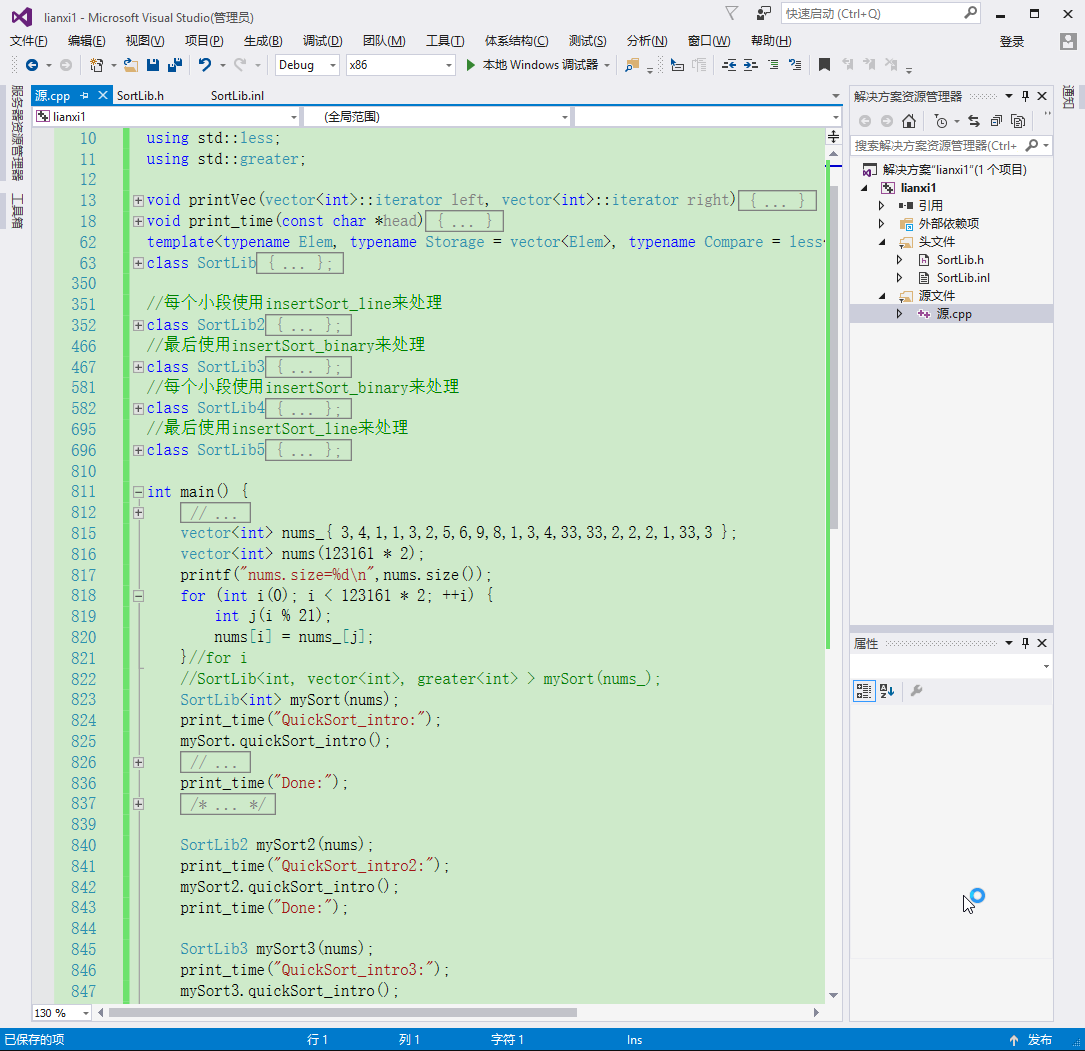 lianxi1 - Microsoft Visual Studio(管理员)
快速启动 (Ctrl+Q)
文件(F) 编辑(E) 视图(V) 项目(P) 生成(B) 调试(D) 团队(M) 工具(T) 体系结构(C) 测试(S) 分析(N) 窗口(W) 帮助(H) 登录
Debug x86 本地 Windows 调试器
服务器资源管理器
工具箱
源.cpp SortLib.h SortLib.inl
lianxi1 (全局范围)
10 using std::less;
11 using std::greater;
12
13 void printVec(vector<int>::iterator left, vector<int>::iterator right){ ... }
18 void print_time(const char *head){ ... }
62 template<typename Elem, typename Storage = vector<Elem>, typename Compare = less
63 class SortLib{ ... };
350
351 //每个小段使用insertSort_line来处理
352 class SortLib2{ ... };
466 //最后使用insertSort_binary来处理
467 class SortLib3{ ... };
581 //每个小段使用insertSort_binary来处理
582 class SortLib4{ ... };
695 //最后使用insertSort_line来处理
696 class SortLib5{ ... };
810
811 int main() {
812 // ...
815 vector<int> nums_{ 3,4,1,1,3,2,5,6,9,8,1,3,4,33,33,2,2,2,1,33,3 };
816 vector<int> nums(123161 * 2);
817 printf("nums.size=%d\n",nums.size());
818 for (int i(0); i < 123161 * 2; ++i) {
819 int j(i % 21);
820 nums[i] = nums_[j];
821 }//for i
822 //SortLib<int, vector<int>, greater<int> > mySort(nums_);
823 SortLib<int> mySort(nums);
824 print_time("QuickSort_intro:");
825 mySort.quickSort_intro();
826 // ...
836 print_time("Done:");
837 /* ... */
839
840 SortLib2 mySort2(nums);
841 print_time("QuickSort_intro2:");
842 mySort2.quickSort_intro();
843 print_time("Done:");
844
845 SortLib3 mySort3(nums);
846 print_time("QuickSort_intro3:");
847 mySort3.quickSort_intro();
130 %
解决方案资源管理器
搜索解决方案资源管理器(Ctrl+
解决方案"lianxi1"(1 个项目)
lianxi1
引用
外部依赖项
头文件
SortLib.h
SortLib.inl
源文件
源.cpp
属性
通知
已保存的项 行 1 列 1 字符 1 Ins 发布